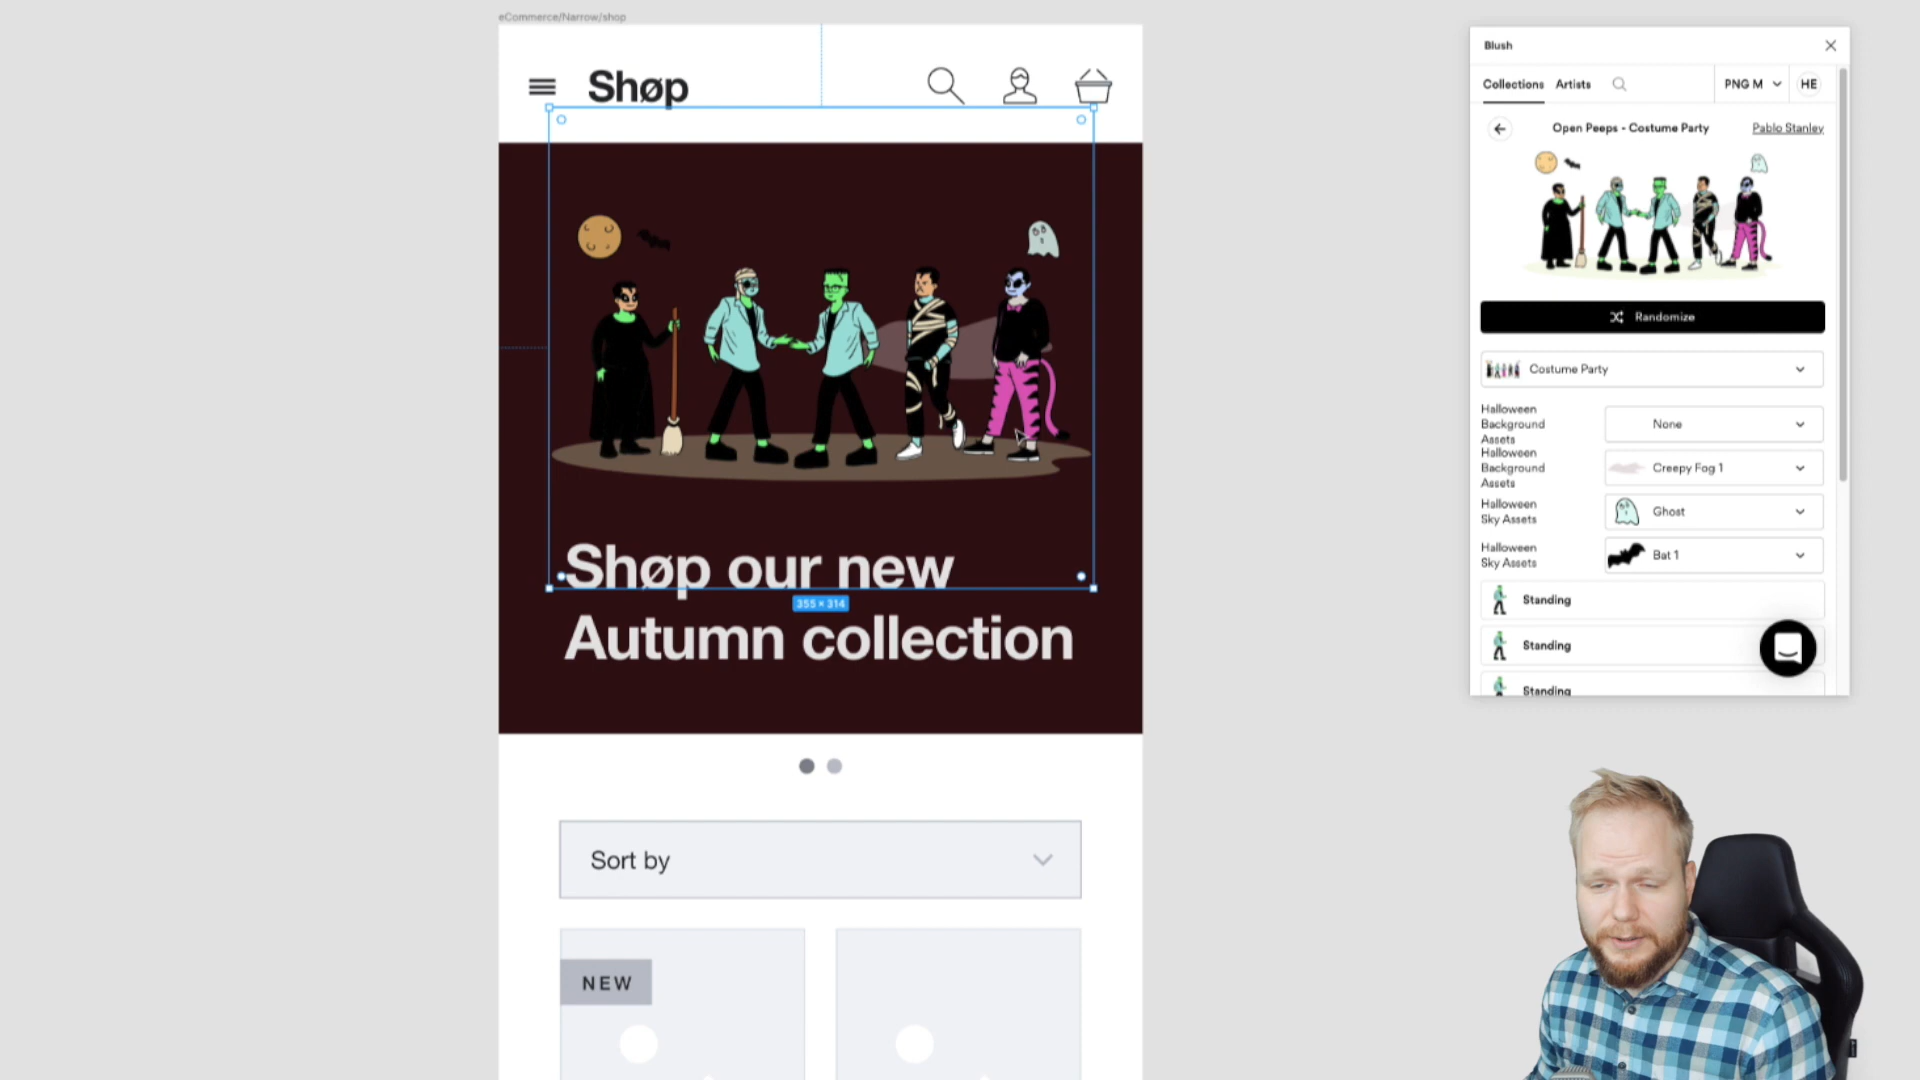 eCommerce/Narrow/shop
Shøp
Shøp our new
Autumn collection
355 × 314
Sort by
NEW
Blush
Collections Artists PNG M HE
Open Peeps - Costume Party Pablo Stanley
Randomize
Costume Party
Halloween
Background
Assets
None
Halloween
Background
Assets
Creepy Fog 1
Halloween
Sky Assets
Ghost
Halloween
Sky Assets
Bat 1
Standing
Standing
Standing